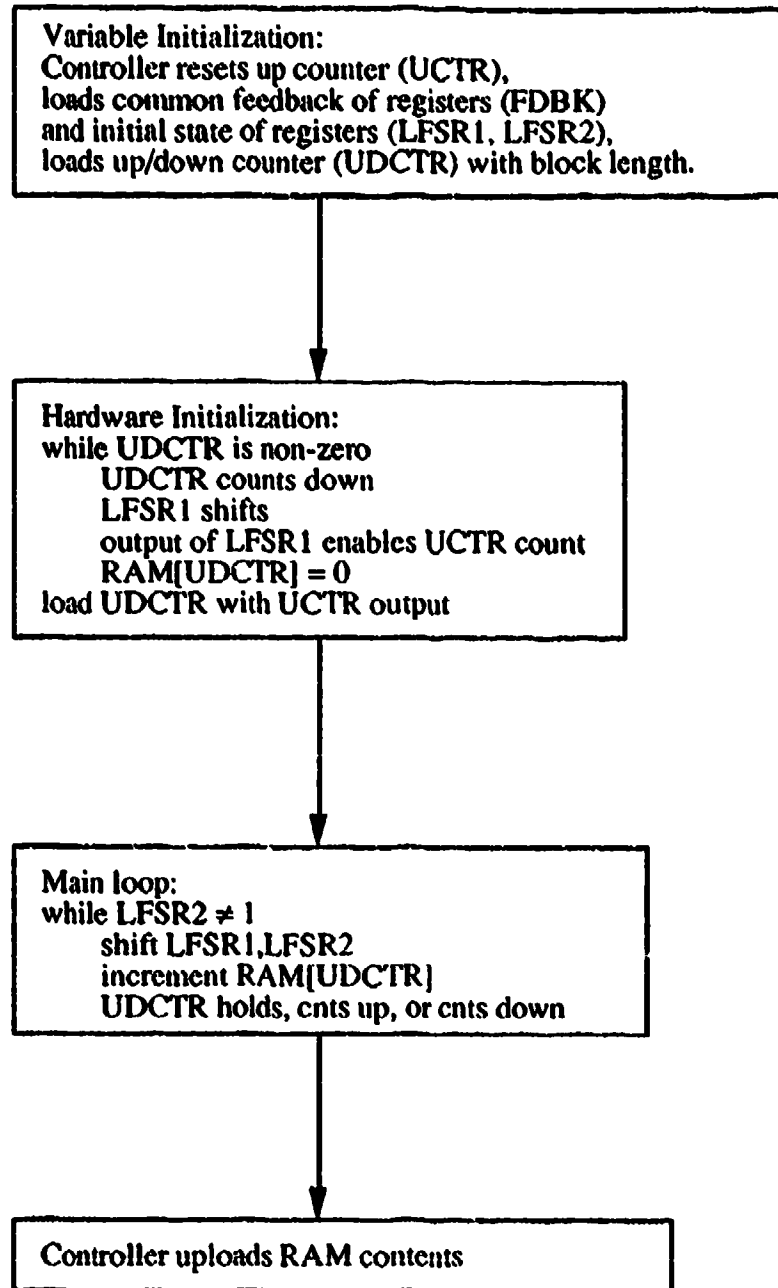 Variable Initialization:
Controller resets up counter (UCTR),
loads common feedback of registers (FDBK)
and initial state of registers (LFSR1, LFSR2),
loads up/down counter (UDCTR) with block length.
Hardware Initialization:
while UDCTR is non-zero
UDCTR counts down
LFSR1 shifts
output of LFSR1 enables UCTR count
RAM[UDCTR] = 0
load UDCTR with UCTR output
Main loop:
while LFSR2 ≠ 1
shift LFSR1,LFSR2
increment RAM[UDCTR]
UDCTR holds, cnts up, or cnts down
Controller uploads RAM contents